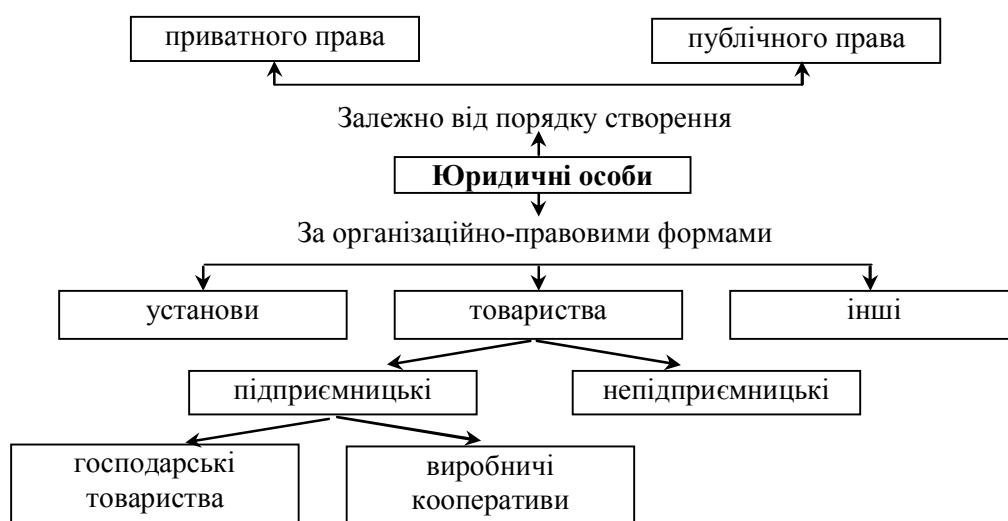 приватного права
публічного права
Залежно від порядку створення
Юридичні особи
За організаційно-правовими формами
установи
товариства
інші
підприємницькі
непідприємницькі
господарські
товариства
виробничі
кооперативи